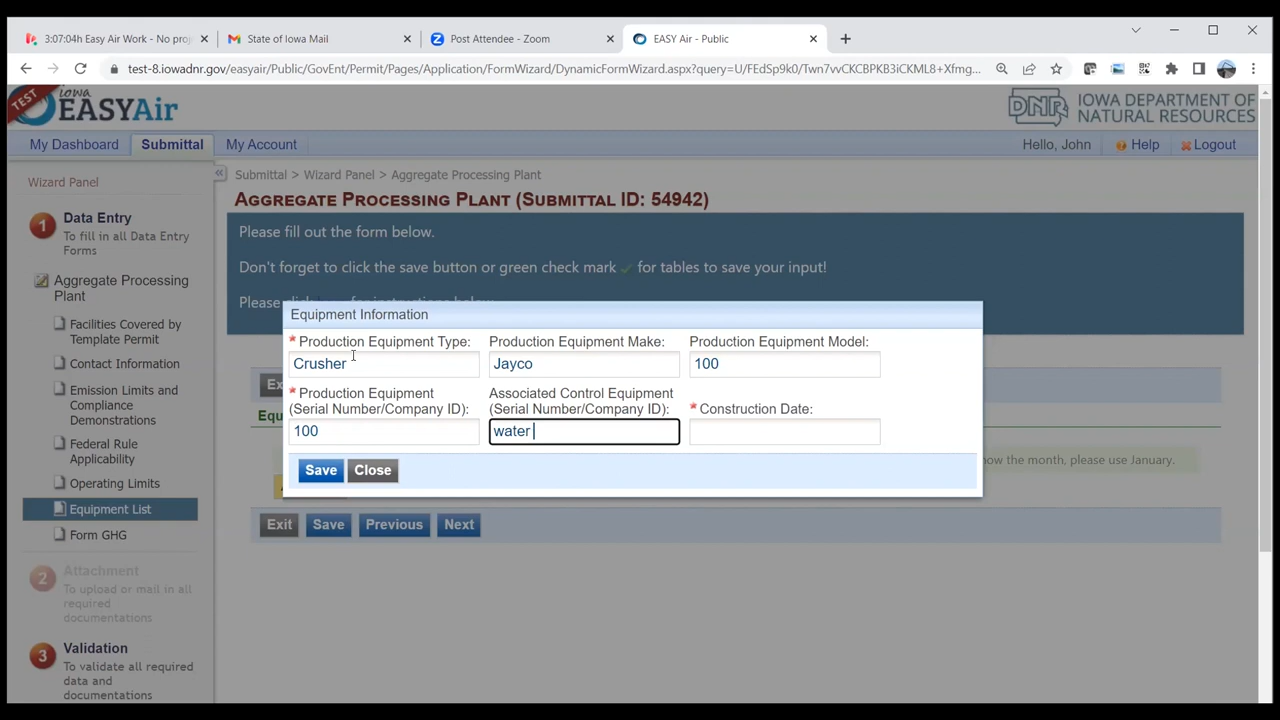 3:07:04h Easy Air Work - No proj
State of Iowa Mail
Post Attendee - Zoom
EASY Air - Public
test-8.iowadnr.gov/easyair/Public/GovEnt/Permit/Pages/Application/FormWizard/DynamicFormWizard.aspx?query=U/FEdSp9k0/Twn7vvCKCBPKB3iCKML8+Xfmg...
TEST
Iowa
EASYAir
DNR
IOWA DEPARTMENT OF
NATURAL RESOURCES
My Dashboard
Submittal
My Account
Hello, John
Help
Logout
Wizard Panel
Submittal > Wizard Panel > Aggregate Processing Plant
AGGREGATE PROCESSING PLANT (SUBMITTAL ID: 54942)
1
Data Entry
To fill in all Data Entry
Forms
Aggregate Processing
Plant
Facilities Covered by
Template Permit
Contact Information
Emission Limits and
Compliance
Demonstrations
Federal Rule
Applicability
Operating Limits
Equipment List
Form GHG
2
Attachment
To upload or mail in all
required
documentations
3
Validation
To validate all required
data and
documentations
Please fill out the form below.
Don't forget to click the save button or green check mark ✓ for tables to save your input!
Please
Equipment Information
* Production Equipment Type:
Production Equipment Make:
Production Equipment Model:
Crusher
Jayco
100
* Production Equipment
(Serial Number/Company ID):
Associated Control Equipment
(Serial Number/Company ID):
* Construction Date:
100
water
Save
Close
now the month, please use January.
Exit
Save
Previous
Next